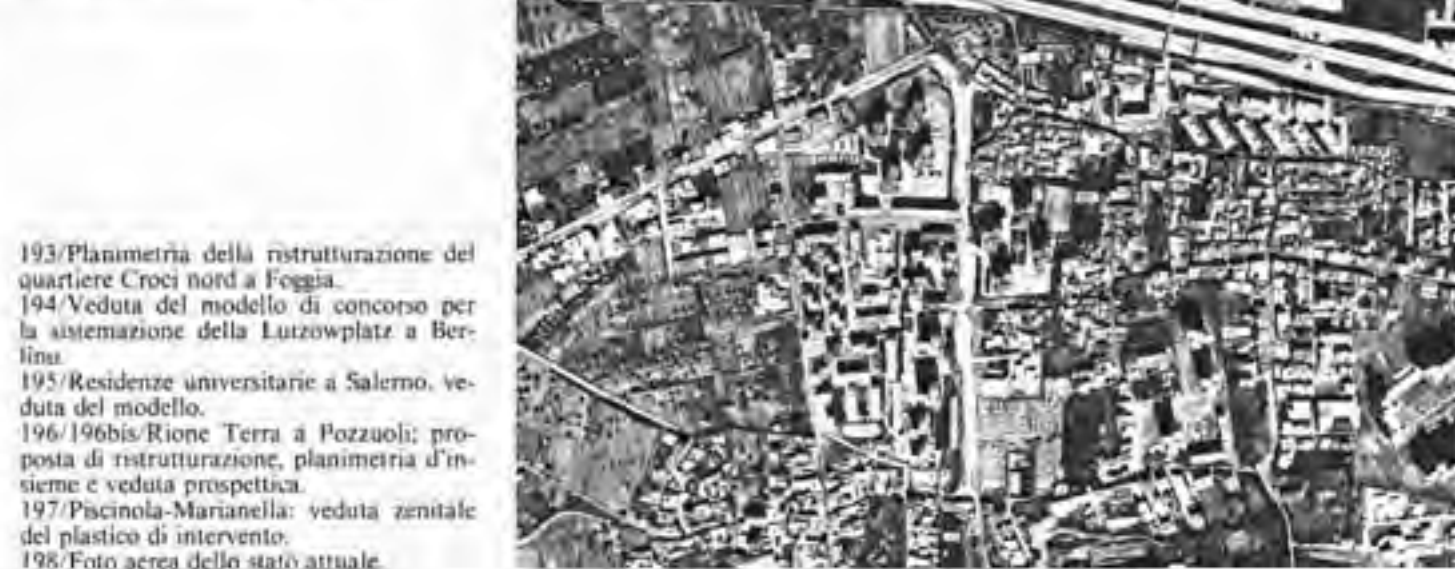 193/Planimetria della ristrutturazione del
quartiere Croci nord a Foggia.
194/Veduta del modello di concorso per
la sistemazione della Lutzowplatz a Ber-
lino.
195/Residenze universitarie a Salerno, ve-
duta del modello.
196/196bis/Rione Terra a Pozzuoli; pro-
posta di ristrutturazione, planimetria d'in-
sieme e veduta prospettica.
197/Piscinola-Marianella: veduta zenitale
del plastico di intervento.
198/Foto aerea dello stato attuale.